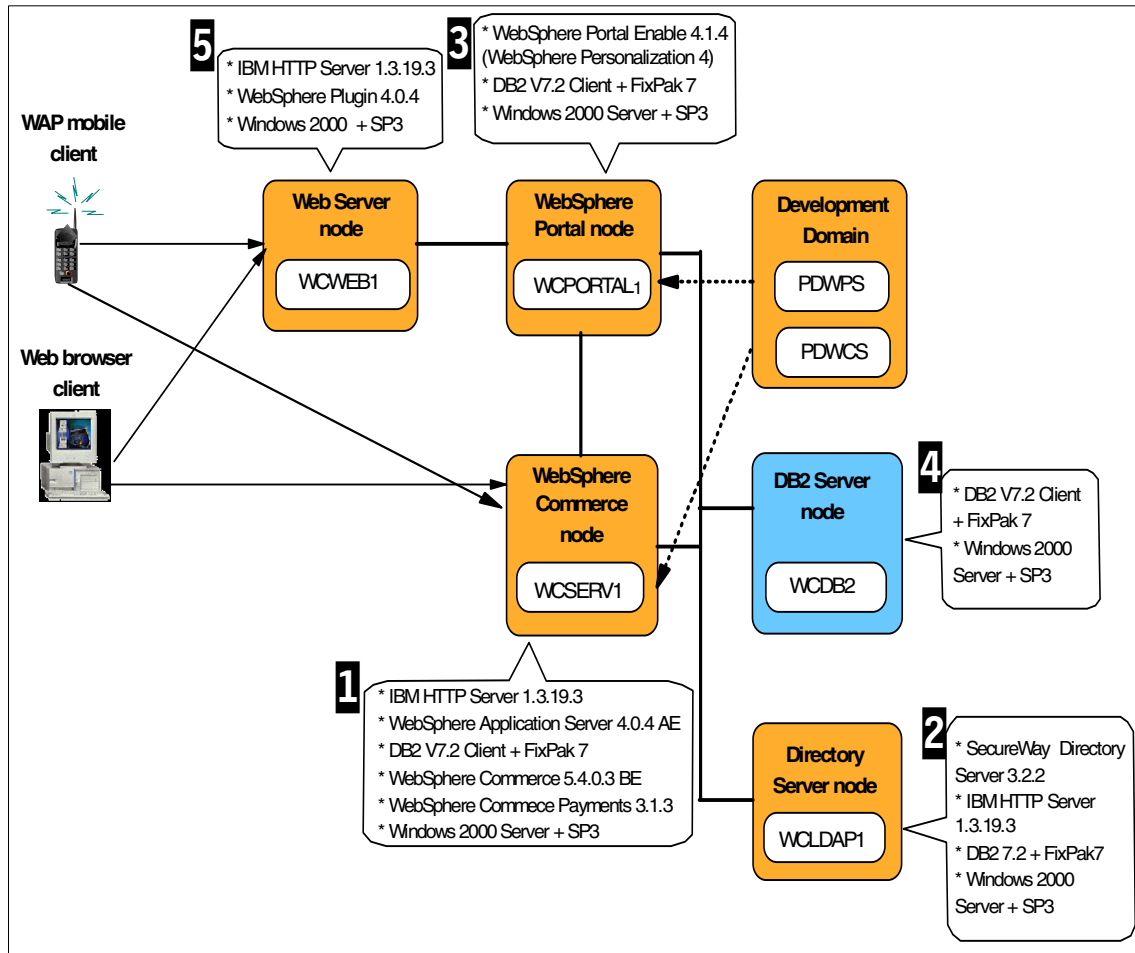 5
* IBM HTTP Server 1.3.19.3
* WebSphere Plugin 4.0.4
* Windows 2000 + SP3
3
* WebSphere Portal Enable 4.1.4
(WebSphere Personalization 4)
* DB2 V7.2 Client + FixPak 7
* Windows 2000 Server + SP3
WAP mobile
client
Web Server
node
WCWEB1
WebSphere
Portal node
WCPORTAL1
Development
Domain
PDWPS
PDWCS
Web browser
client
WebSphere
Commerce
node
WCSERV1
DB2 Server
node
WCDB2
4
* DB2 V7.2 Client
+ FixPak 7
* Windows 2000
Server + SP3
1
* IBM HTTP Server 1.3.19.3
* WebSphere Application Server 4.0.4 AE
* DB2 V7.2 Client + FixPak 7
* WebSphere Commerce 5.4.0.3 BE
* WebSphere Commece Payments 3.1.3
* Windows 2000 Server + SP3
Directory
Server node
WCLDAP1
2
* SecureWay Directory
Server 3.2.2
* IBM HTTP Server
1.3.19.3
* DB2 7.2 + FixPak7
* Windows 2000
Server + SP3